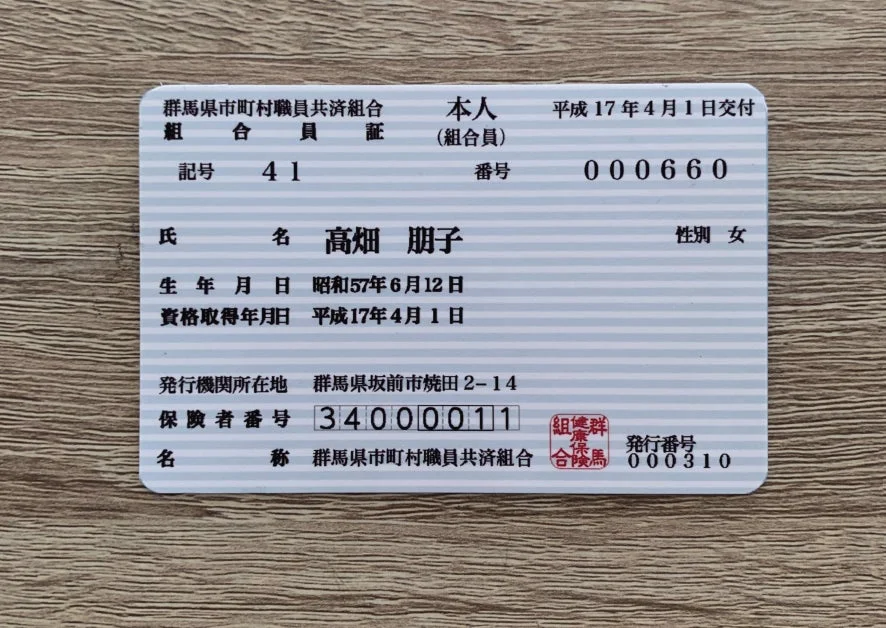 群馬県市町村職員共済組合 本人 平成17年4月1日交付
組合員証 (組合員)
記号 41 番号 000660
氏名 高畑 朋子 性別 女
生年月日 昭和57年6月12日
資格取得年月日 平成17年4月1日
発行機関所在地 群馬県坂前市焼田2-14
保険者番号 34000011
名称 群馬県市町村職員共済組合
群馬健康保険組合
発行番号
000310